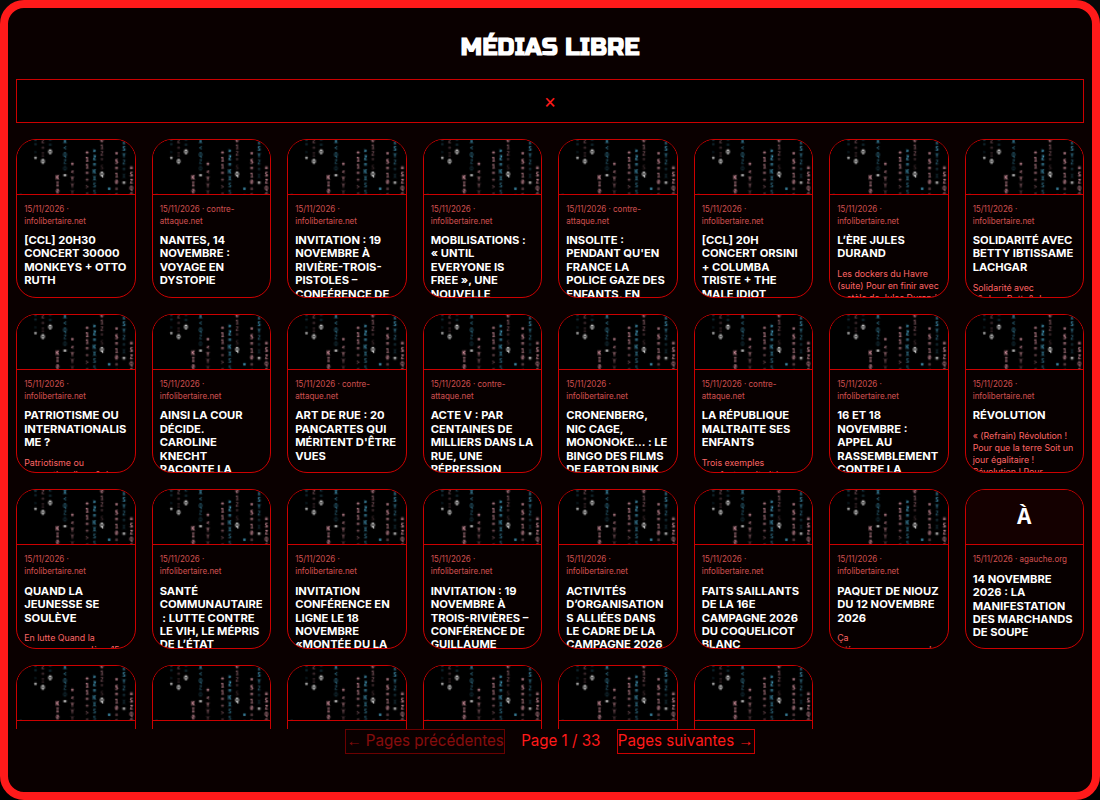 MÉDIAS LIBRE
×
15/11/2026 ·
infolibertaire.net
[CCL] 20H30
CONCERT 30000
MONKEYS + OTTO
RUTH
15/11/2026 · contre-
attaque.net
NANTES, 14
NOVEMBRE :
VOYAGE EN
DYSTOPIE
15/11/2026 ·
infolibertaire.net
INVITATION : 19
NOVEMBRE À
RIVIÈRE-TROIS-
PISTOLES –
CONFÉRENCE DE
15/11/2026 ·
infolibertaire.net
MOBILISATIONS :
« UNTIL
EVERYONE IS
FREE », UNE
NOUVELLE
15/11/2026 · contre-
attaque.net
INSOLITE :
PENDANT QU'EN
FRANCE LA
POLICE GAZE DES
ENFANTS, EN
15/11/2026 ·
infolibertaire.net
[CCL] 20H
CONCERT ORSINI
+ COLUMBA
TRISTE + THE
MALE IDIOT
15/11/2026 ·
infolibertaire.net
L'ÈRE JULES
DURAND
Les dockers du Havre
(suite) Pour en finir avec
15/11/2026 ·
infolibertaire.net
SOLIDARITÉ AVEC
BETTY IBTISSAME
LACHGAR
Solidarité avec
15/11/2026 ·
infolibertaire.net
PATRIOTISME OU
INTERNATIONALIS
ME ?
Patriotisme ou
15/11/2026 ·
infolibertaire.net
AINSI LA COUR
DÉCIDE.
CAROLINE
KNECHT
RACONTE LA
15/11/2026 · contre-
attaque.net
ART DE RUE : 20
PANCARTES QUI
MÉRITENT D'ÊTRE
VUES
15/11/2026 · contre-
attaque.net
ACTE V : PAR
CENTAINES DE
MILLIERS DANS LA
RUE, UNE
RÉPRESSION
15/11/2026 ·
infolibertaire.net
CRONENBERG,
NIC CAGE,
MONONOKE… : LE
BINGO DES FILMS
DE FARTON BINK
15/11/2026 · contre-
attaque.net
LA RÉPUBLIQUE
MALTRAITE SES
ENFANTS
Trois exemples
15/11/2026 ·
infolibertaire.net
16 ET 18
NOVEMBRE :
APPEL AU
RASSEMBLEMENT
CONTRE LA
15/11/2026 ·
infolibertaire.net
RÉVOLUTION
« (Refrain) Révolution !
Pour que la terre Soit un
jour égalitaire !
Révolution ! Pour
15/11/2026 ·
infolibertaire.net
QUAND LA
JEUNESSE SE
SOULÈVE
En lutte Quand la
15/11/2026 ·
infolibertaire.net
SANTÉ
COMMUNAUTAIRE
: LUTTE CONTRE
LE VIH, LE MÉPRIS
DE L'ÉTAT
15/11/2026 ·
infolibertaire.net
INVITATION
CONFÉRENCE EN
LIGNE LE 18
NOVEMBRE
«MONTÉE DU LA
15/11/2026 ·
infolibertaire.net
INVITATION : 19
NOVEMBRE À
TROIS-RIVIÈRES –
CONFÉRENCE DE
GUILLAUME
15/11/2026 ·
infolibertaire.net
ACTIVITÉS
D'ORGANISATION
S ALLIÉES DANS
LE CADRE DE LA
CAMPAGNE 2026
15/11/2026 ·
infolibertaire.net
FAITS SAILLANTS
DE LA 16E
CAMPAGNE 2026
DU COQUELICOT
BLANC
15/11/2026 ·
infolibertaire.net
PAQUET DE NIOUZ
DU 12 NOVEMBRE
2026
Ça
À
15/11/2026 · agauche.org
14 NOVEMBRE
2026 : LA
MANIFESTATION
DES MARCHANDS
DE SOUPE
← Pages précédentes
Page 1 / 33
Pages suivantes →